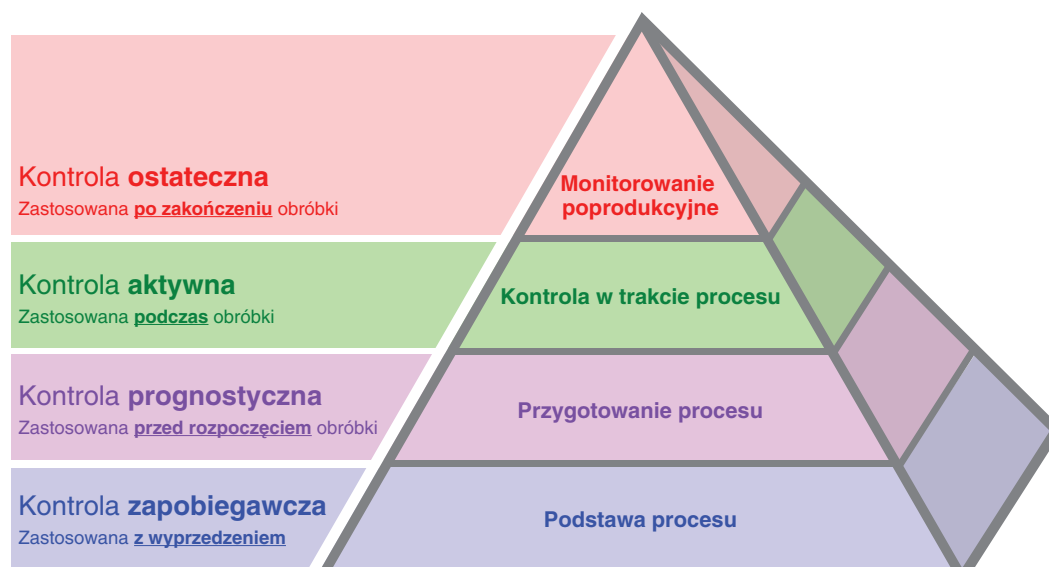 Kontrola ostateczna
Zastosowana po zakończeniu obróbki
Monitorowanie
poprodukcyjne
Kontrola aktywna
Zastosowana podczas obróbki
Kontrola w trakcie procesu
Kontrola prognostyczna
Zastosowana przed rozpoczęciem obróbki
Przygotowanie procesu
Kontrola zapobiegawcza
Zastosowana z wyprzedzeniem
Podstawa procesu